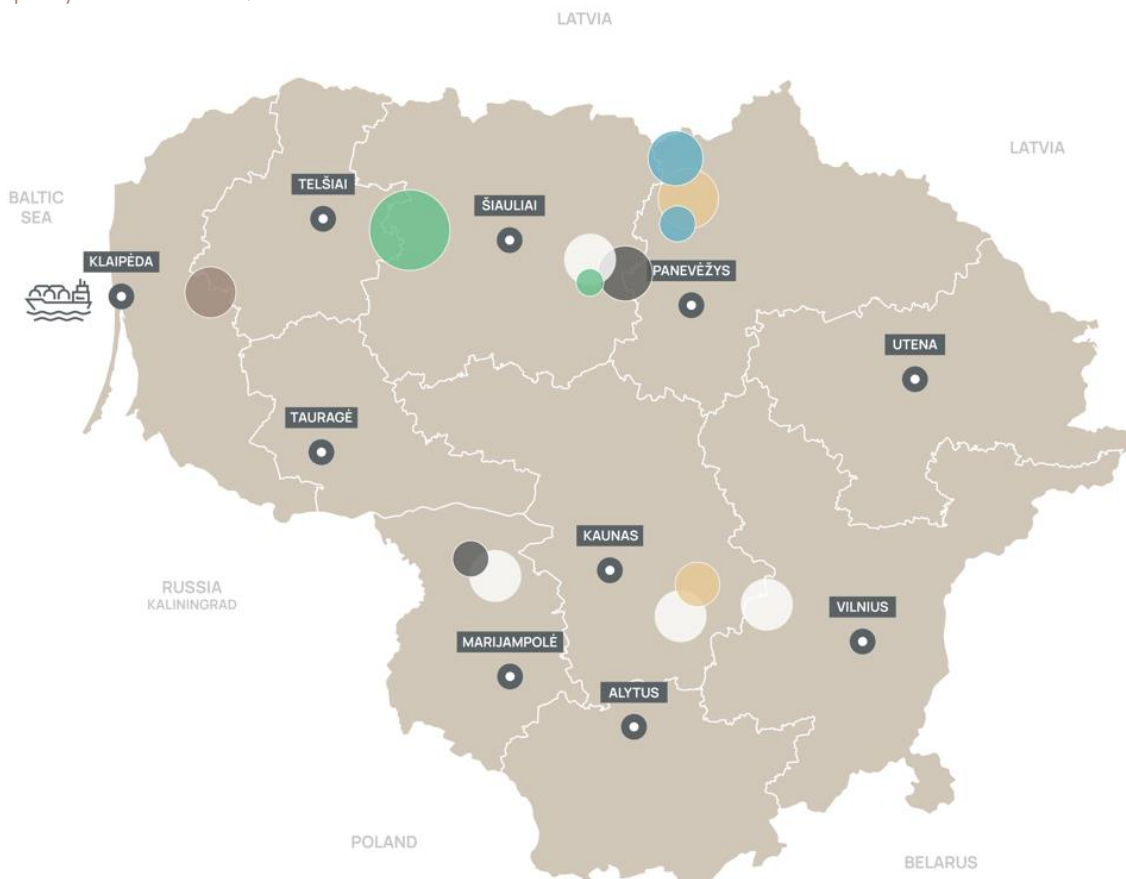 LATVIA
LATVIA
BALTIC
SEA
TELŠIAI
ŠIAULIAI
KLAIPĖDA
PANEVĖŽYS
UTENA
TAURAGĖ
KAUNAS
RUSSIA
KALININGRAD
VILNIUS
MARIJAMPOLĖ
ALYTUS
POLAND
BELARUS